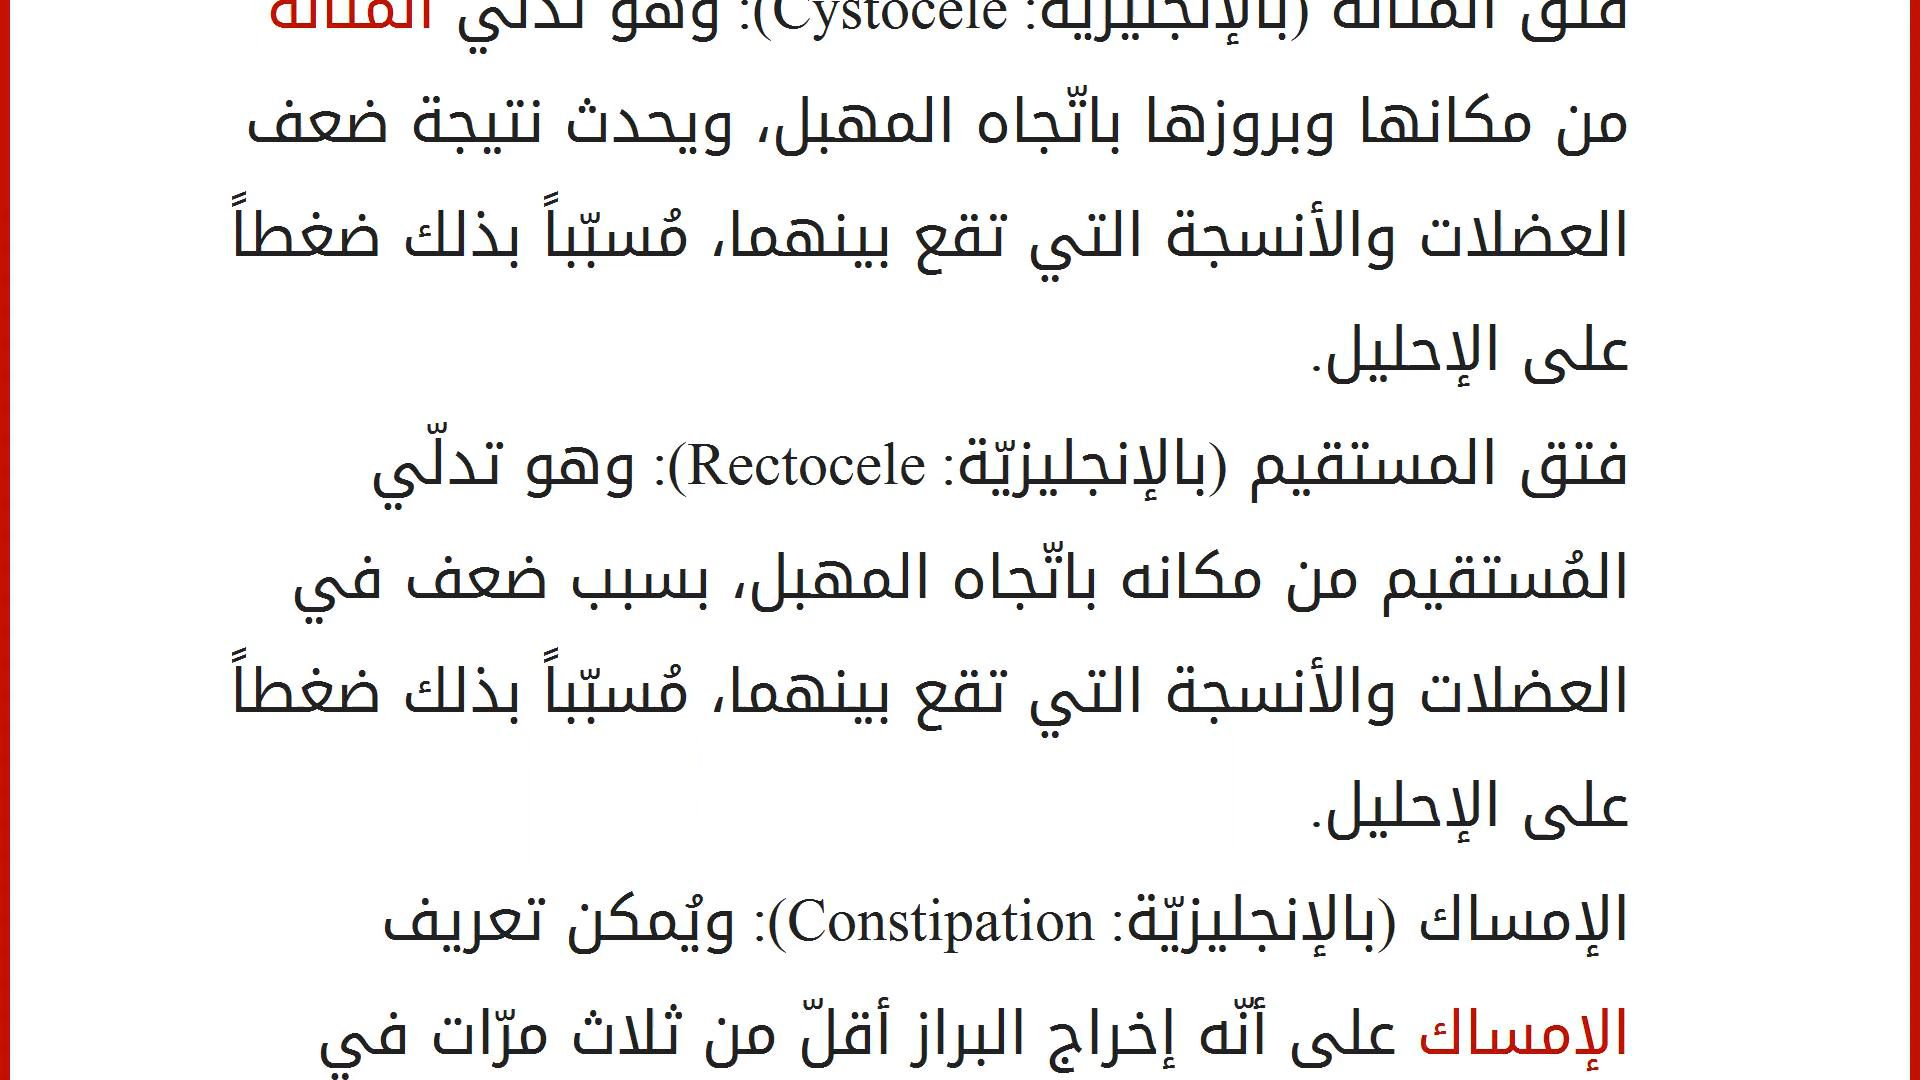 فتق المثانة (بالإنجليزيّة: Cystocele): وهو تدلّي المثانة
من مكانها وبروزها باتّجاه المهبل، ويحدث نتيجة ضعف
العضلات والأنسجة التي تقع بينهما، مُسبّباً بذلك ضغطاً
على الإحليل.
فتق المستقيم (بالإنجليزيّة: Rectocele): وهو تدلّي
المُستقيم من مكانه باتّجاه المهبل، بسبب ضعف في
العضلات والأنسجة التي تقع بينهما، مُسبّباً بذلك ضغطاً
على الإحليل.
الإمساك (بالإنجليزيّة: Constipation): ويُمكن تعريف
الإمساك على أنّه إخراج البراز أقلّ من ثلاث مرّات في